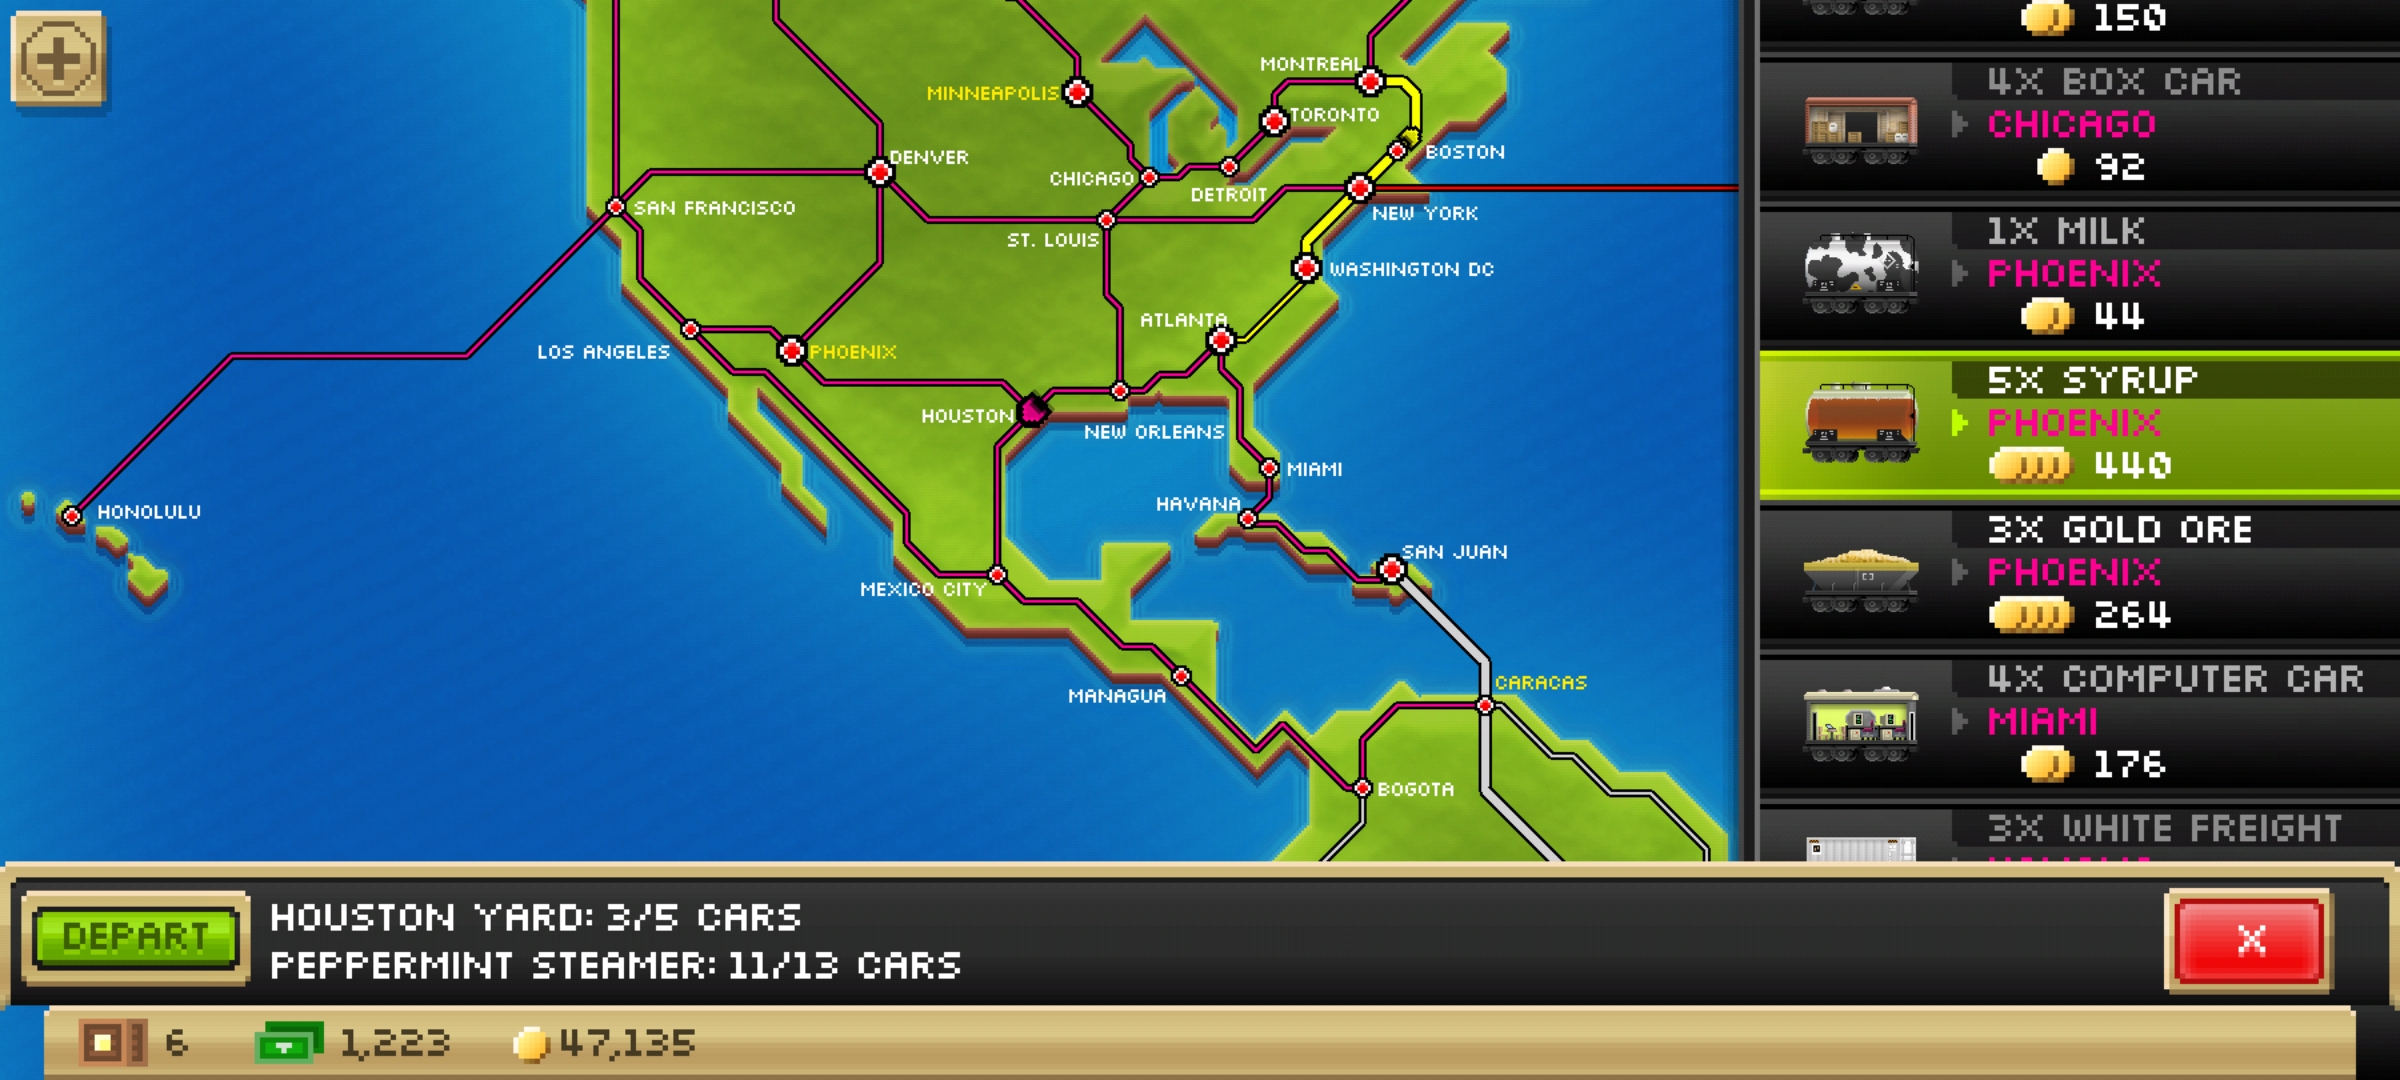 MONTREAL
MINNEAPOLIS
TORONTO
BOSTON
DENVER
CHICAGO
DETROIT
SAN FRANCISCO
NEW YORK
ST. LOUIS
WASHINGTON DC
ATLANTA
LOS ANGELES
PHOENIX
HOUSTON
NEW ORLEANS
MIAMI
HAVANA
HONOLULU
SAN JUAN
MEXICO CITY
CARACAS
MANAGUA
BOGOTA
150
4X BOX CAR
CHICAGO
92
1X MILK
PHOENIX
44
5X SYRUP
PHOENIX
440
3X GOLD ORE
PHOENIX
264
4X COMPUTER CAR
MIAMI
176
3X WHITE FREIGHT
DEPART
HOUSTON YARD: 3/5 CARS
PEPPERMINT STEAMER: 11/13 CARS
X
6
1,223
47,135